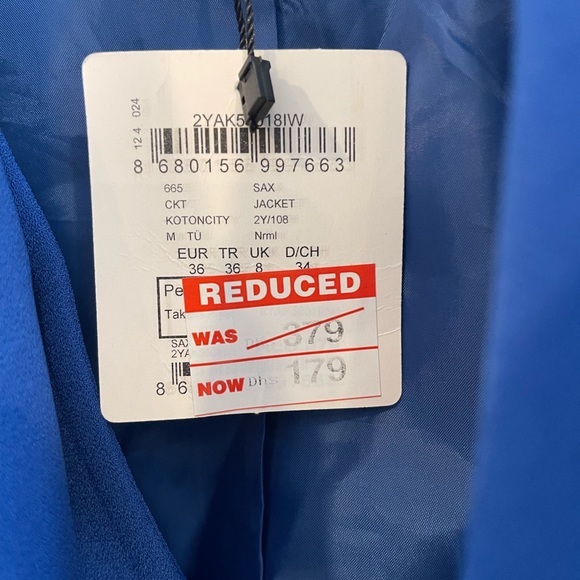 8 12 4 024
8 680156 997663
665 SAX
CKT JACKET
KOTONCITY 2Y/108
M TÜ Nrml
EUR TR UK D/CH
36 36 8 34
REDUCED
WAS 379
NOW Dhs 179